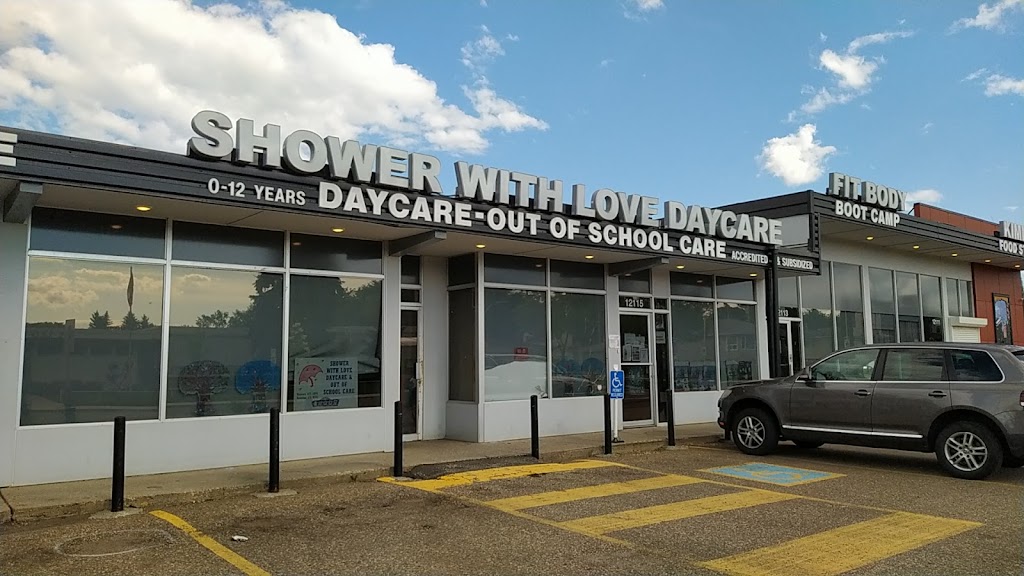 SHOWER WITH LOVE DAYCARE
0-12 YEARS DAYCARE-OUT OF SCHOOL CARE ACCREDITED & SUBSIDIZED
FIT BODY
BOOT CAMP
12115
SHOWER
WITH LOVE
DAYCARE &
OUT OF
SCHOOL CARE